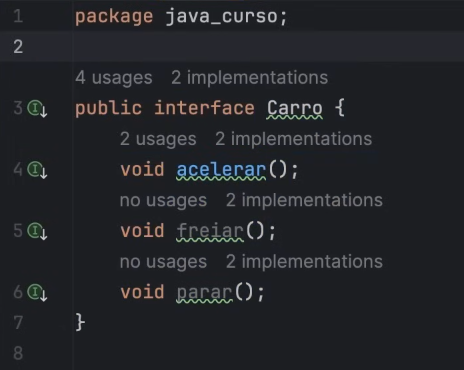 1 package java_curso;
2
4 usages 2 implementations
3 public interface Carro {
2 usages 2 implementations
4 void acelerar();
no usages 2 implementations
5 void freiar();
no usages 2 implementations
6 void parar();
7 }
8